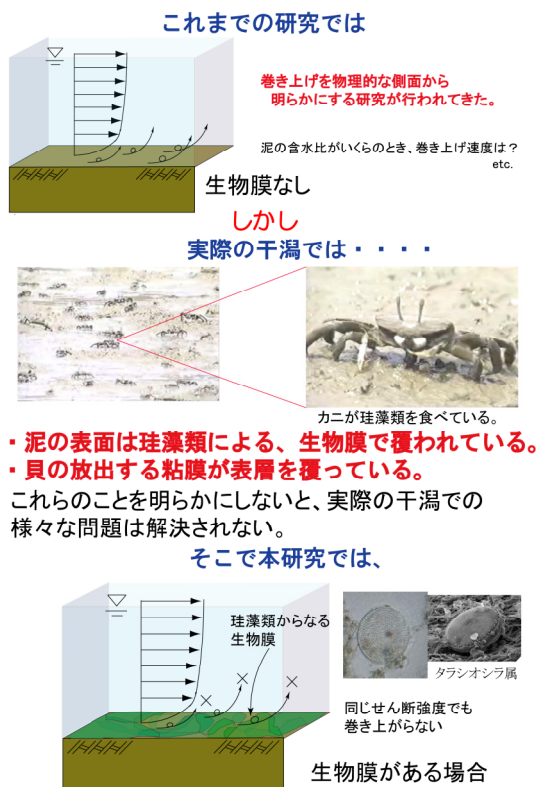 これまでの研究では
巻き上げを物理的な側面から
明らかにする研究が行われてきた。
泥の含水比がいくらのとき、巻き上げ速度は？
etc.
生物膜なし
しかし
実際の干潟では・・・・
カニが珪藻類を食べている。
・泥の表面は珪藻類による、生物膜で覆われている。
・貝の放出する粘膜が表層を覆っている。
これらのことを明らかにしないと、実際の干潟での
様々な問題は解決されない。
そこで本研究では、
珪藻類からなる
生物膜
タラシオシラ属
同じせん断強度でも
巻き上がらない
生物膜がある場合